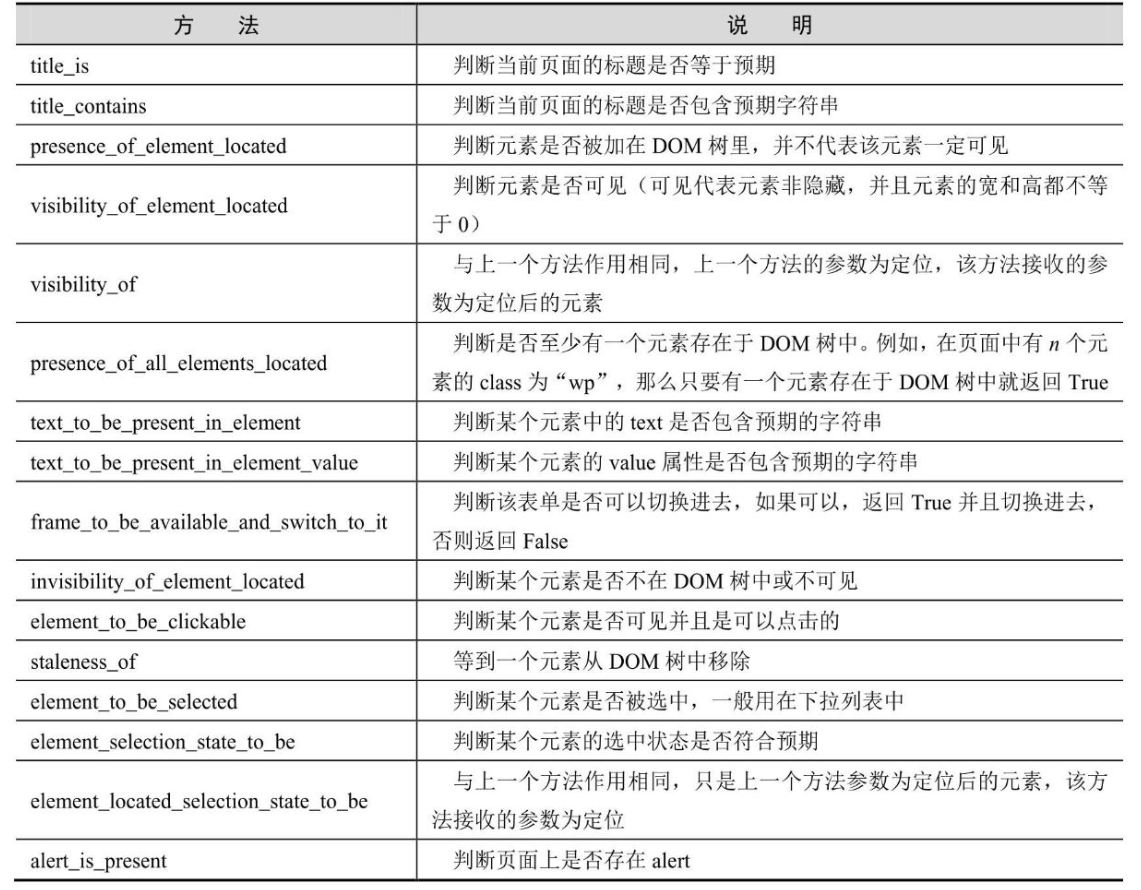 方 法 说 明
title_is 判断当前页面的标题是否等于预期
title_contains 判断当前页面的标题是否包含预期字符串
presence_of_element_located 判断元素是否被加在 DOM 树里，并不代表该元素一定可见
visibility_of_element_located 判断元素是否可见（可见代表元素非隐藏，并且元素的宽和高都不等
于 0）
visibility_of 与上一个方法作用相同，上一个方法的参数为定位，该方法接收的参
数为定位后的元素
presence_of_all_elements_located 判断是否至少有一个元素存在于 DOM 树中。例如，在页面中有 n 个元
素的 class 为“wp”，那么只要有一个元素存在于 DOM 树中就返回 True
text_to_be_present_in_element 判断某个元素中的 text 是否包含预期的字符串
text_to_be_present_in_element_value 判断某个元素的 value 属性是否包含预期的字符串
frame_to_be_available_and_switch_to_it 判断该表单是否可以切换进去，如果可以，返回 True 并且切换进去，
否则返回 False
invisibility_of_element_located 判断某个元素是否不在 DOM 树中或不可见
element_to_be_clickable 判断某个元素是否可见并且是可以点击的
staleness_of 等到一个元素从 DOM 树中移除
element_to_be_selected 判断某个元素是否被选中，一般用在下拉列表中
element_selection_state_to_be 判断某个元素的选中状态是否符合预期
element_located_selection_state_to_be 与上一个方法作用相同，只是上一个方法参数为定位后的元素，该方
法接收的参数为定位
alert_is_present 判断页面上是否存在 alert